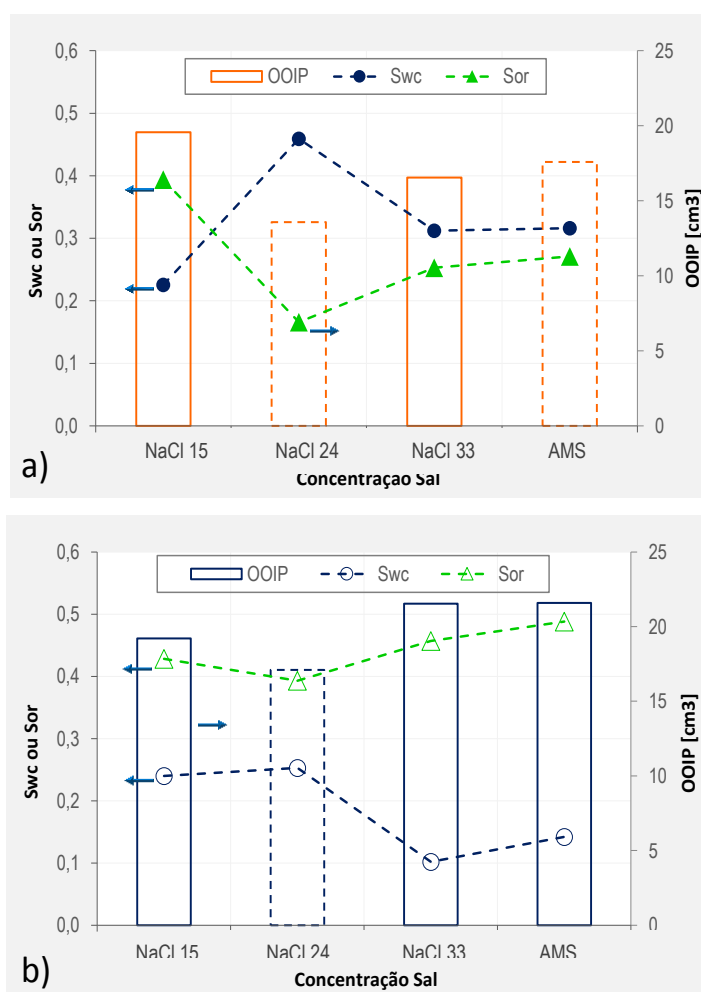 0,6
0,5
0,4
0,3
0,2
0,1
0,0
25
20
15
10
5
0
OOIP Swc Sor
Swc ou Sor
OOIP [cm3]
NaCl 15 NaCl 24 NaCl 33 AMS
Concentração Sal
a)
0,6
0,5
0,4
0,3
0,2
0,1
0,0
25
20
15
10
5
0
OOIP Swc Sor
Swc ou Sor
OOIP [cm3]
NaCl 15 NaCl 24 NaCl 33 AMS
Concentração Sal
b)